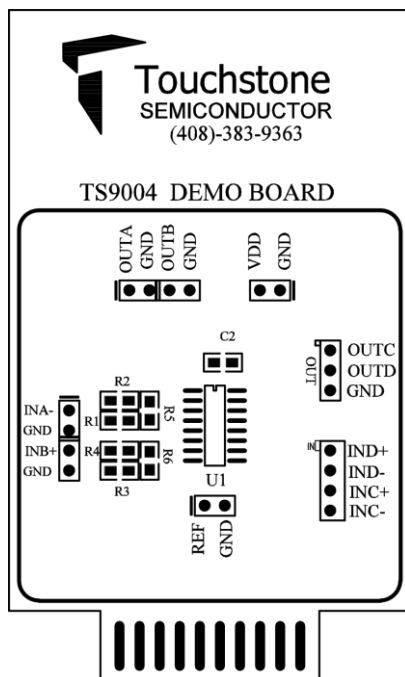 Touchstone
SEMICONDUCTOR
(408)-383-9363
TS9004 DEMO BOARD
OUTA
GND
OUTB
GND
VDD
GND
C2
OUT
OUTC
OUTD
GND
R2
R1
R5
INA-
GND
INB+
GND
R4
R6
R3
U1
IN
IND+
IND-
INC+
INC-
REF
GND